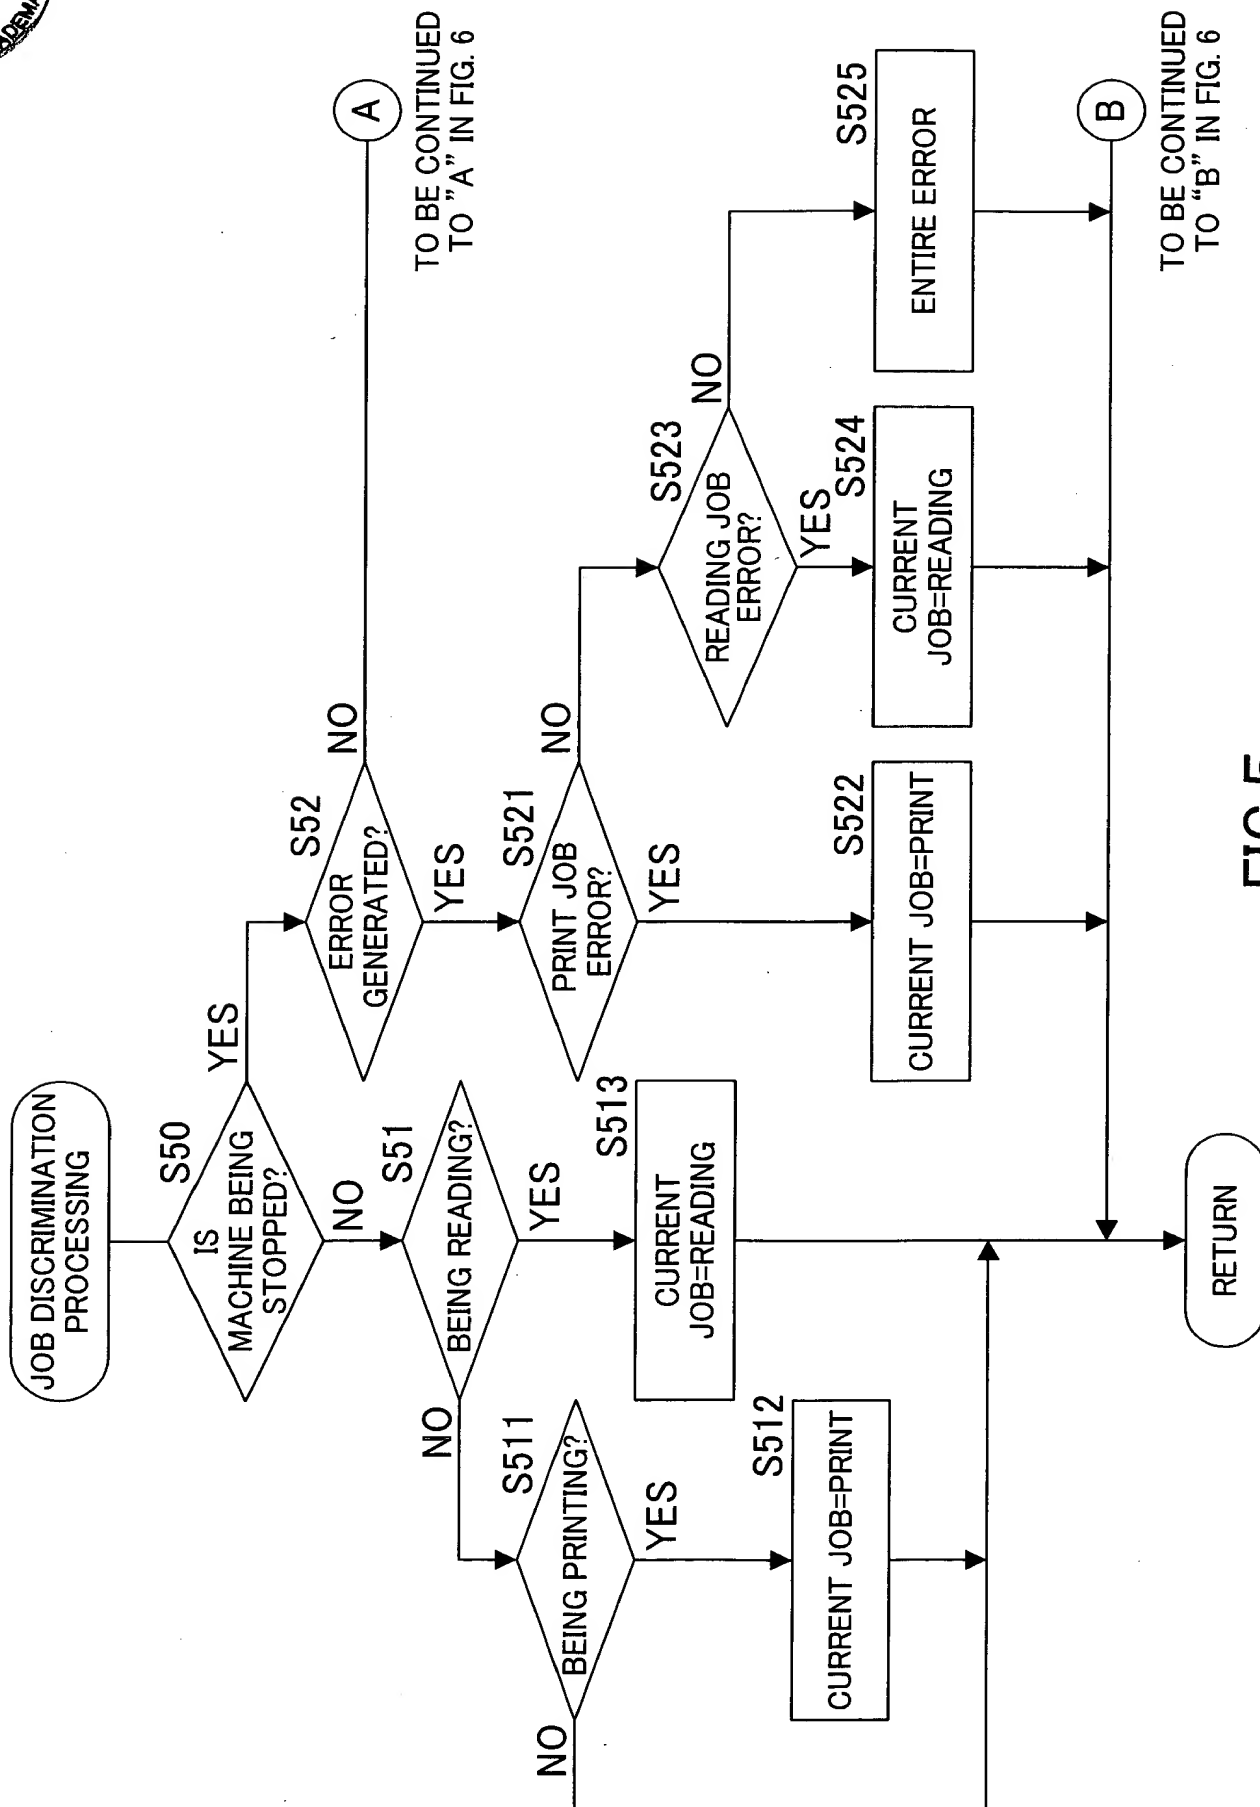 JOB DISCRIMINATION
PROCESSING
S50
IS
MACHINE BEING
STOPPED?
YES
NO
S51
BEING READING?
NO
YES
S511
BEING PRINTING?
NO
YES
S512
CURRENT JOB=PRINT
S513
CURRENT
JOB=READING
S52
ERROR
GENERATED?
NO
YES
A
TO BE CONTINUED
TO "A" IN FIG. 6
S521
PRINT JOB
ERROR?
NO
YES
S522
CURRENT JOB=PRINT
S523
READING JOB
ERROR?
NO
YES
S524
CURRENT
JOB=READING
S525
ENTIRE ERROR
B
TO BE CONTINUED
TO "B" IN FIG. 6
RETURN